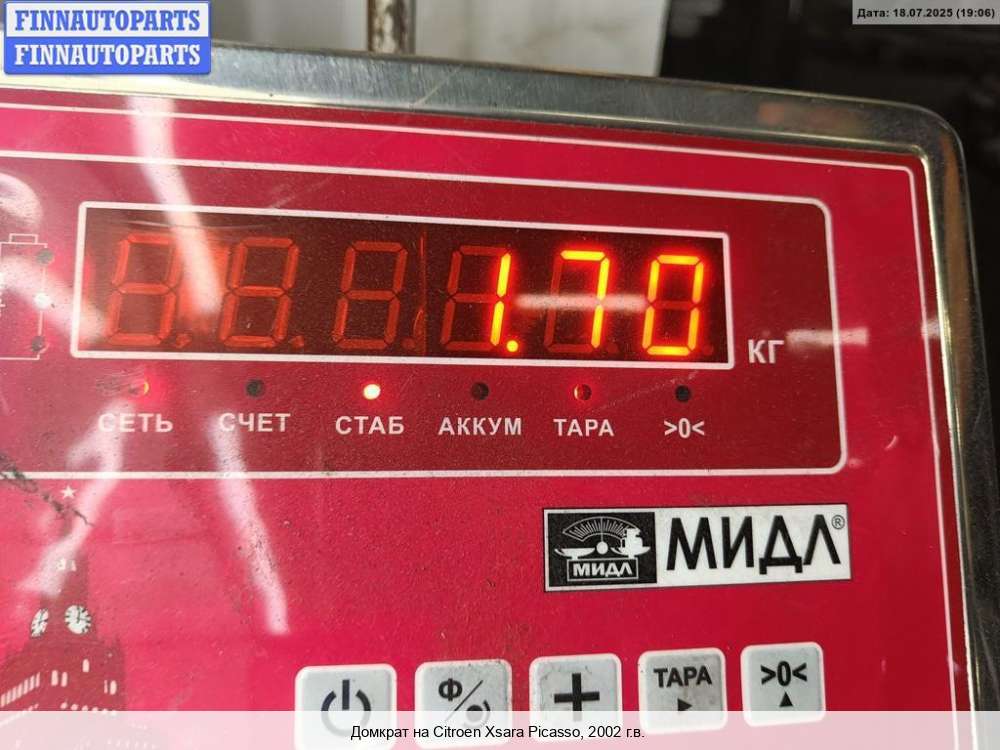 FINNAUTOPARTS
FINNAUTOPARTS
Дата: 18.07.2025 (19:06)
1.70
КГ
СЕТЬ СЧЕТ СТАБ АККУМ ТАРА >0<
МИДЛ МИДЛ®
Ф/ + ТАРА >0<
Домкрат на Citroen Xsara Picasso, 2002 г.в.